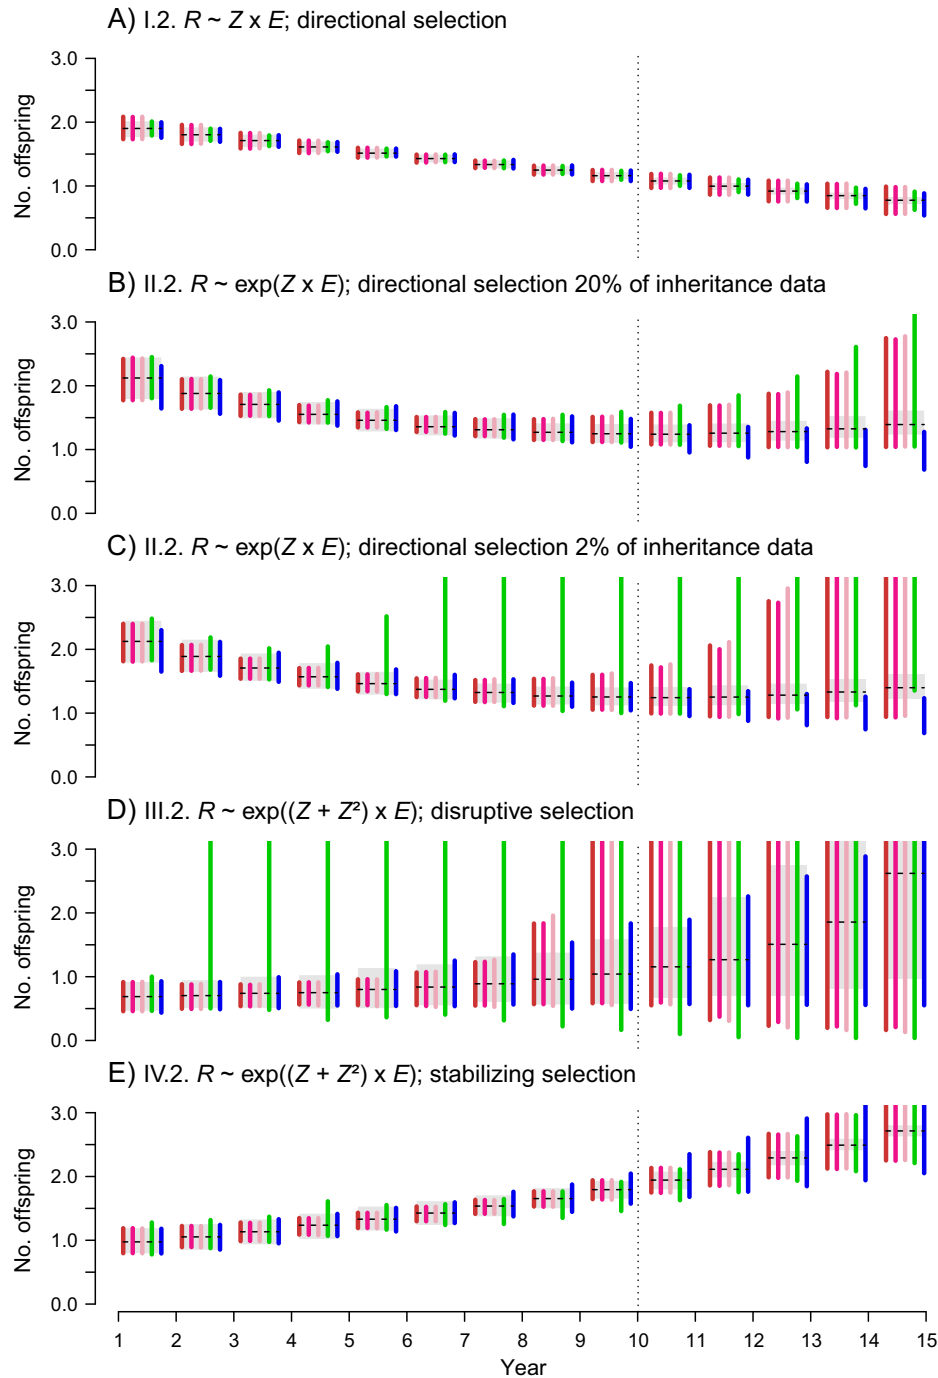 A) I.2. R ~ Z x E; directional selection
3.0
2.0
1.0
0.0
No. offspring
B) II.2. R ~ exp(Z x E); directional selection 20% of inheritance data
3.0
2.0
1.0
0.0
No. offspring
C) II.2. R ~ exp(Z x E); directional selection 2% of inheritance data
3.0
2.0
1.0
0.0
No. offspring
D) III.2. R ~ exp((Z + Z²) x E); disruptive selection
3.0
2.0
1.0
0.0
No. offspring
E) IV.2. R ~ exp((Z + Z²) x E); stabilizing selection
3.0
2.0
1.0
0.0
No. offspring
1 2 3 4 5 6 7 8 9 10 11 12 13 14 15
Year